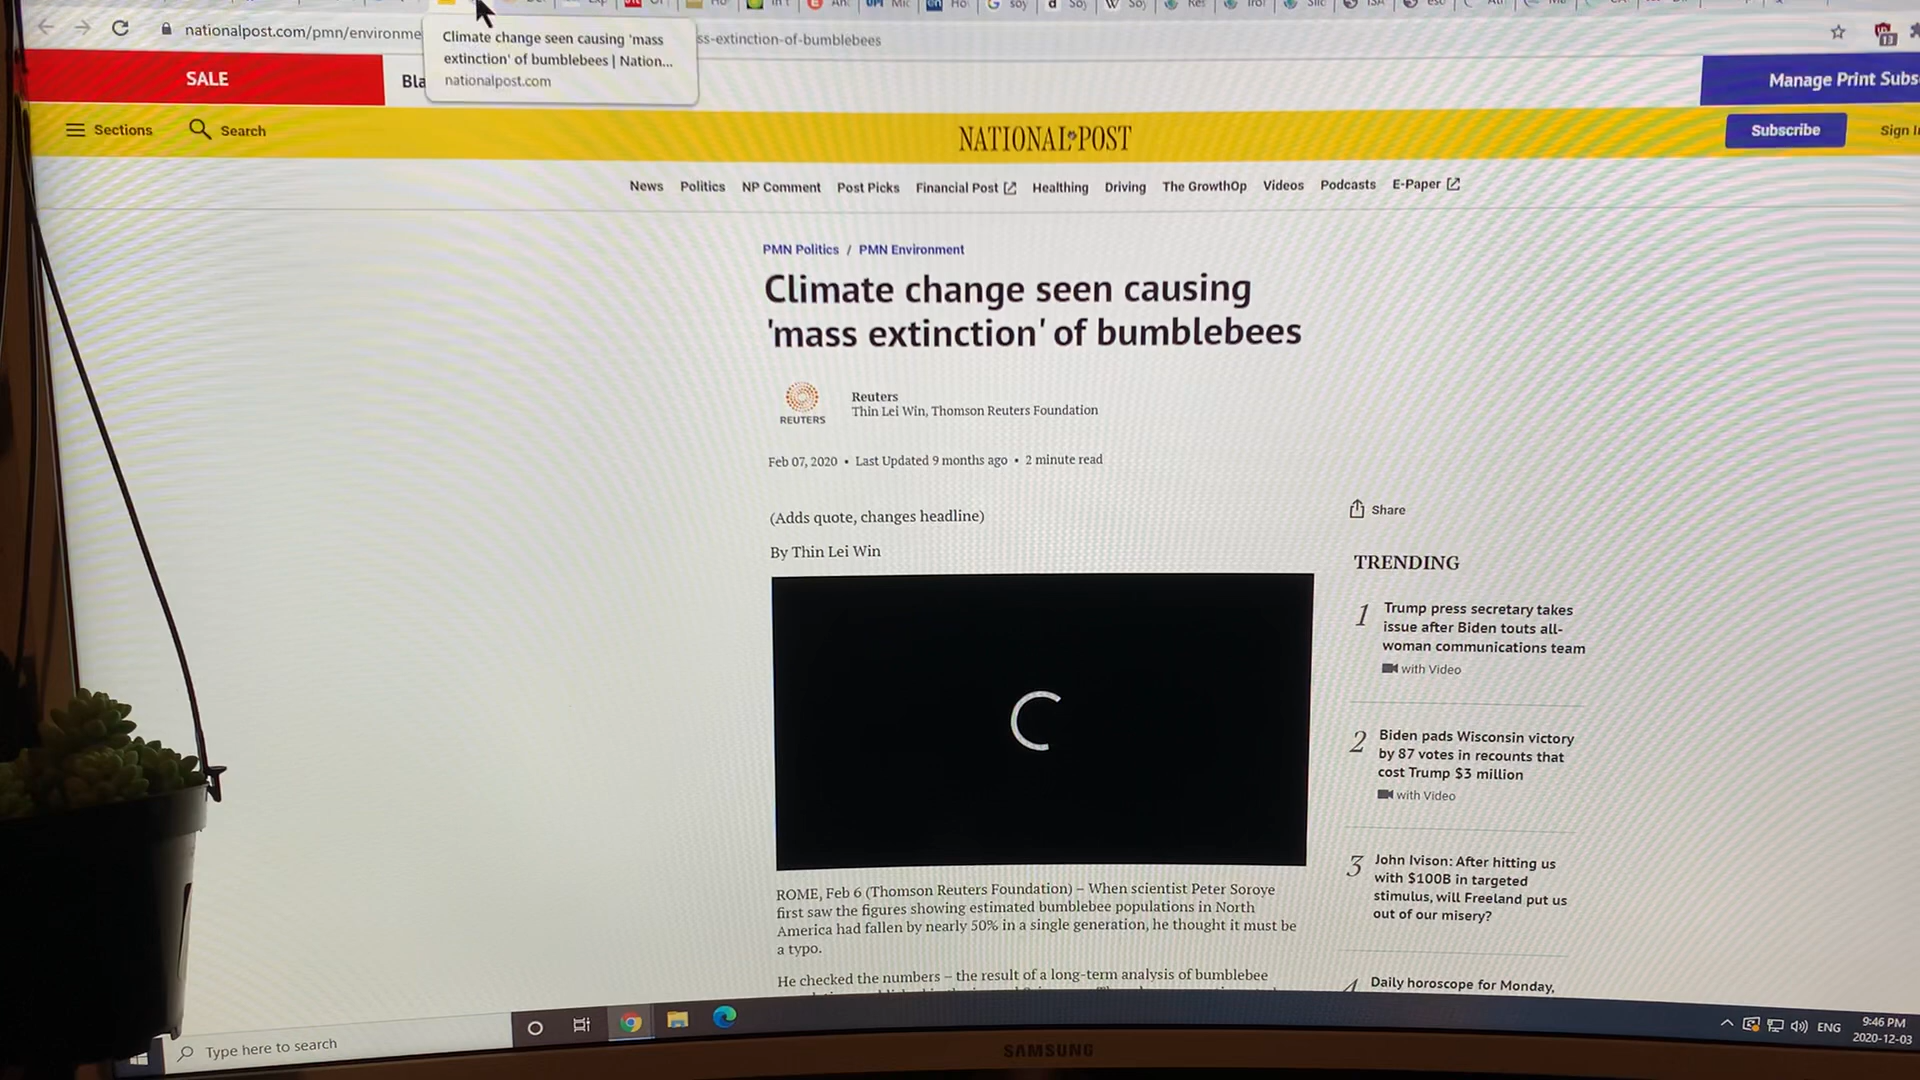 nationalpost.com/pmn/environme
ss-extinction-of-bumblebees
Climate change seen causing 'mass
extinction' of bumblebees | Nation...
nationalpost.com
13
SALE
Bla
Manage Print Subs
Sections
Search
NATIONAL POST
Subscribe
Sign I
News Politics NP Comment Post Picks Financial Post Healthing Driving The GrowthOp Videos Podcasts E-Paper
PMN Politics / PMN Environment
Climate change seen causing
'mass extinction' of bumblebees
REUTERS
Reuters
Thin Lei Win, Thomson Reuters Foundation
Feb 07, 2020 • Last Updated 9 months ago • 2 minute read
(Adds quote, changes headline)
By Thin Lei Win
ROME, Feb 6 (Thomson Reuters Foundation) – When scientist Peter Soroye
first saw the figures showing estimated bumblebee populations in North
America had fallen by nearly 50% in a single generation, he thought it must be
a typo.
He checked the numbers – the result of a long-term analysis of bumblebee
Share
TRENDING
1 Trump press secretary takes
issue after Biden touts all-
woman communications team
with Video
2 Biden pads Wisconsin victory
by 87 votes in recounts that
cost Trump $3 million
with Video
3 John Ivison: After hitting us
with $100B in targeted
stimulus, will Freeland put us
out of our misery?
4 Daily horoscope for Monday,
Type here to search
ENG
9:46 PM
2020-12-03
SAMSUNG